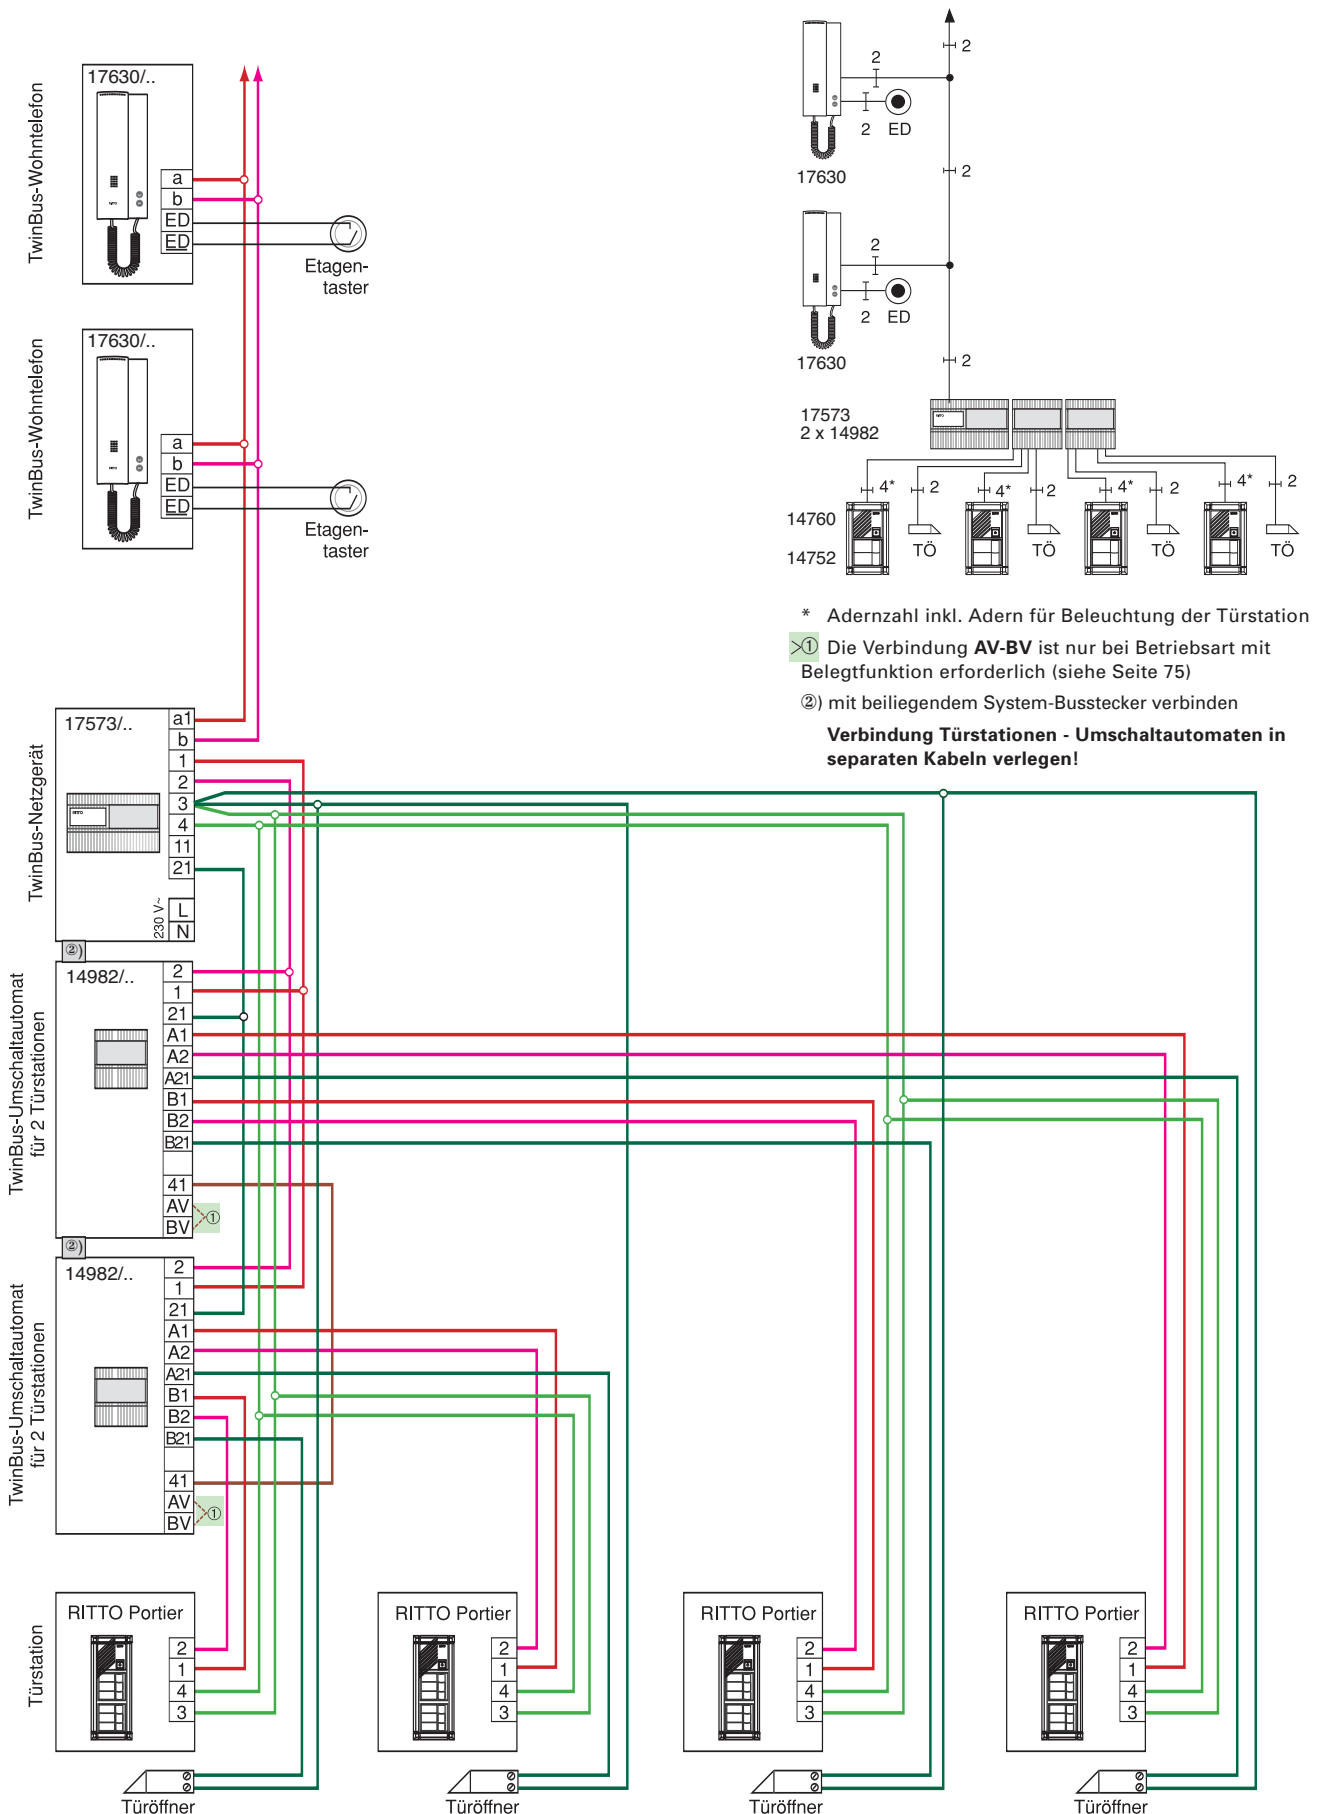 TwinBus-Wohntelefon
17630/..
a
b
ED
ED
Etagen-
taster
TwinBus-Wohntelefon
17630/..
a
b
ED
ED
Etagen-
taster
2
2
2
ED
17630
2
2
2
ED
17630
2
17573
2 x 14982
4*
2
4*
2
4*
2
4*
2
14760
14752
TÖ
TÖ
TÖ
TÖ
* Adernzahl inkl. Adern für Beleuchtung der Türstation
>① Die Verbindung AV-BV ist nur bei Betriebsart mit
Belegtfunktion erforderlich (siehe Seite 75)
②) mit beiliegendem System-Busstecker verbinden
Verbindung Türstationen - Umschaltautomaten in
separaten Kabeln verlegen!
TwinBus-Netzgerät
17573/..
RITTO
a1
b
1
2
3
4
11
21
230 V~
L
N
②)
TwinBus-Umschaltautomat
für 2 Türstationen
14982/..
2
1
21
A1
A2
A21
B1
B2
B21
41
AV
BV
①
②)
TwinBus-Umschaltautomat
für 2 Türstationen
14982/..
2
1
21
A1
A2
A21
B1
B2
B21
41
AV
BV
①
Türstation
RITTO Portier
2
1
4
3
RITTO Portier
2
1
4
3
RITTO Portier
2
1
4
3
RITTO Portier
2
1
4
3
Türöffner
Türöffner
Türöffner
Türöffner